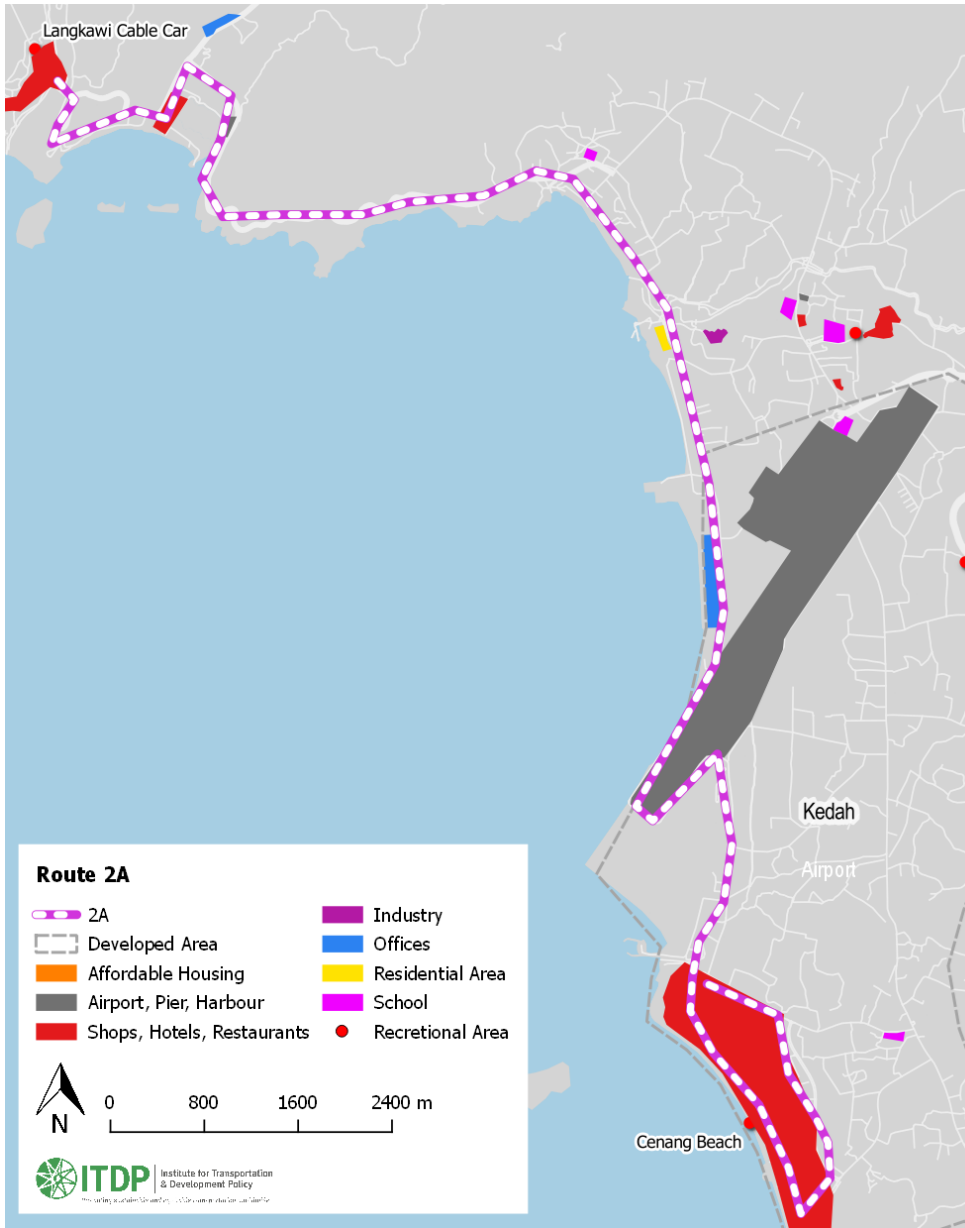 Langkawi Cable Car
Kedah
Airport
Cenang Beach
Route 2A
2A
Developed Area
Affordable Housing
Airport, Pier, Harbour
Shops, Hotels, Restaurants
Industry
Offices
Residential Area
School
Recretional Area
N
0 800 1600 2400 m
ITDP
Institute for Transportation
& Development Policy